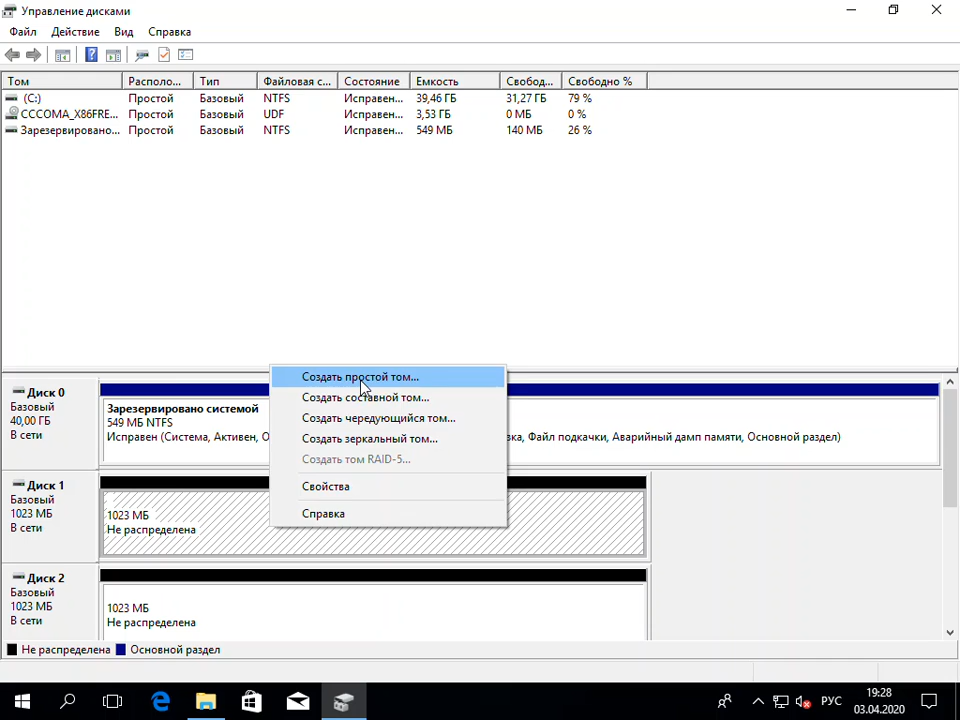 Управление дисками
Файл Действие Вид Справка
Том Располо... Тип Файловая с... Состояние Емкость Свобод... Свободно %
(C:) Простой Базовый NTFS Исправен... 39,46 ГБ 31,27 ГБ 79 %
CCCOMA_X86FRE... Простой Базовый UDF Исправен... 3,53 ГБ 0 МБ 0 %
Зарезервировано... Простой Базовый NTFS Исправен... 549 МБ 140 МБ 26 %
Создать простой том...
Создать составной том...
Создать чередующийся том...
Создать зеркальный том...
Создать том RAID-5...
Свойства
Справка
Диск 0
Базовый
40,00 ГБ
В сети
Зарезервировано системой
549 МБ NTFS
Исправен (Система, Активен, О
вка, Файл подкачки, Аварийный дамп памяти, Основной раздел)
Диск 1
Базовый
1023 МБ
В сети
1023 МБ
Не распределена
Диск 2
Базовый
1023 МБ
В сети
1023 МБ
Не распределена
Не распределена Основной раздел
РУС
19:28
03.04.2020